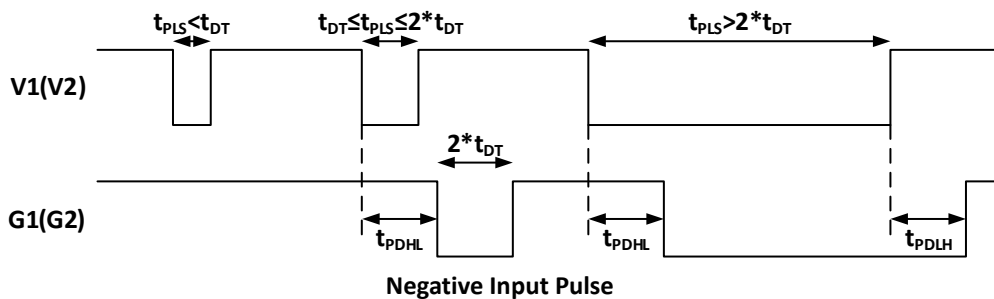 tPLS<tDT
tDT≤tPLS≤2*tDT
tPLS>2*tDT
V1(V2)
2*tDT
G1(G2)
tPDHL
tPDHL
tPDLH
Negative Input Pulse